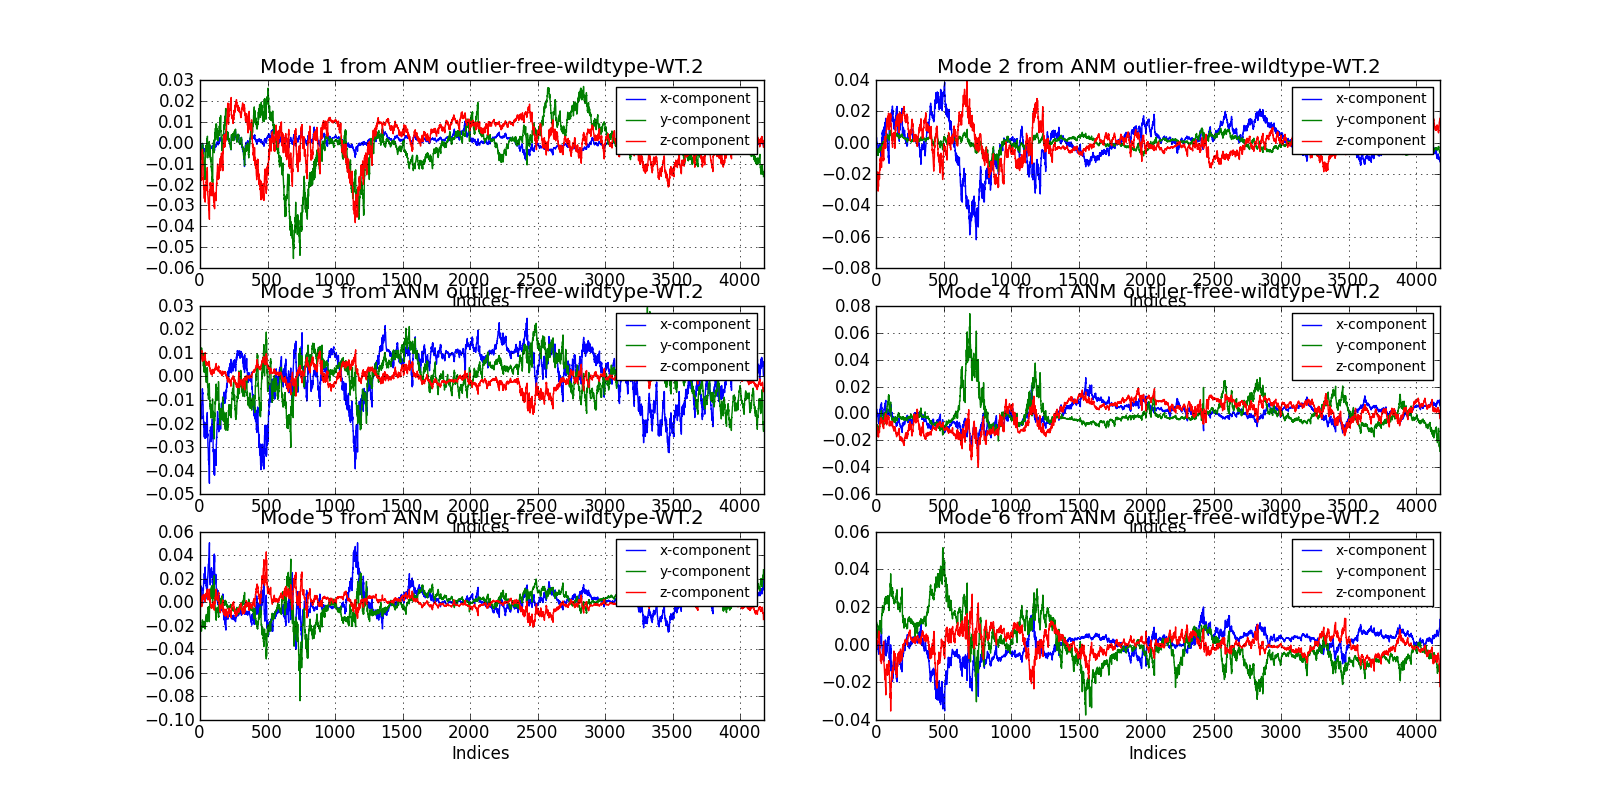 Mode 1 from ANM outlier-free-wildtype-WT.2
0.03
0.02
0.01
0.00
−0.01
−0.02
−0.03
−0.04
−0.05
−0.06
x-component
y-component
z-component
0 500 1000 1500 2000 2500 3000 3500 4000
Indices
Mode 2 from ANM outlier-free-wildtype-WT.2
0.04
0.02
0.00
−0.02
−0.04
−0.06
−0.08
x-component
y-component
z-component
0 500 1000 1500 2000 2500 3000 3500 4000
Indices
Mode 3 from ANM outlier-free-wildtype-WT.2
0.03
0.02
0.01
0.00
−0.01
−0.02
−0.03
−0.04
−0.05
x-component
y-component
z-component
0 500 1000 1500 2000 2500 3000 3500 4000
Indices
Mode 4 from ANM outlier-free-wildtype-WT.2
0.08
0.06
0.04
0.02
0.00
−0.02
−0.04
−0.06
x-component
y-component
z-component
0 500 1000 1500 2000 2500 3000 3500 4000
Indices
Mode 5 from ANM outlier-free-wildtype-WT.2
0.06
0.04
0.02
0.00
−0.02
−0.04
−0.06
−0.08
−0.10
x-component
y-component
z-component
0 500 1000 1500 2000 2500 3000 3500 4000
Indices
Mode 6 from ANM outlier-free-wildtype-WT.2
0.06
0.04
0.02
0.00
−0.02
−0.04
x-component
y-component
z-component
0 500 1000 1500 2000 2500 3000 3500 4000
Indices